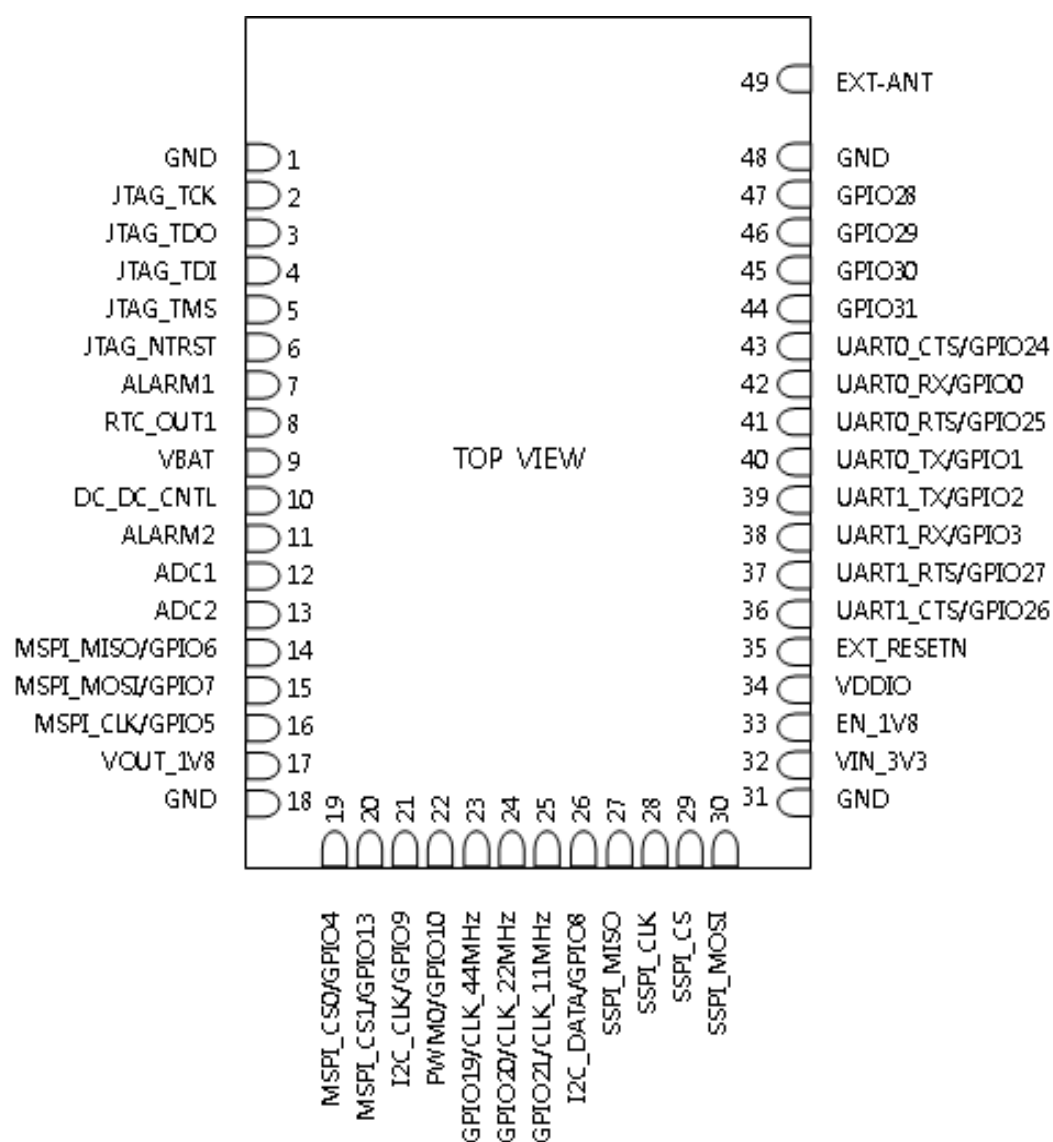 49 EXT-ANT
GND 1
JTAG_TCK 2
JTAG_TDO 3
JTAG_TDI 4
JTAG_TMS 5
JTAG_NTRST 6
ALARM1 7
RTC_OUT1 8
VBAT 9
DC_DC_CNTL 10
ALARM2 11
ADC1 12
ADC2 13
MSPI_MISO/GPIO6 14
MSPI_MOSI/GPIO7 15
MSPI_CLK/GPIO5 16
VOUT_1V8 17
GND 18
TOP VIEW
48 GND
47 GPIO28
46 GPIO29
45 GPIO30
44 GPIO31
43 UART0_CTS/GPIO24
42 UART0_RX/GPIO0
41 UART0_RTS/GPIO25
40 UART0_TX/GPIO1
39 UART1_TX/GPIO2
38 UART1_RX/GPIO3
37 UART1_RTS/GPIO27
36 UART1_CTS/GPIO26
35 EXT_RESETN
34 VDDIO
33 EN_1V8
32 VIN_3V3
31 GND
19 MSPI_CS0/GPIO4
20 MSPI_CS1/GPIO13
21 I2C_CLK/GPIO9
22 PWM0/GPIO10
23 GPIO19/CLK_44MHz
24 GPIO20/CLK_22MHz
25 GPIO21/CLK_11MHz
26 I2C_DATA/GPIO8
27 SSPI_MISO
28 SSPI_CLK
29 SSPI_CS
30 SSPI_MOSI